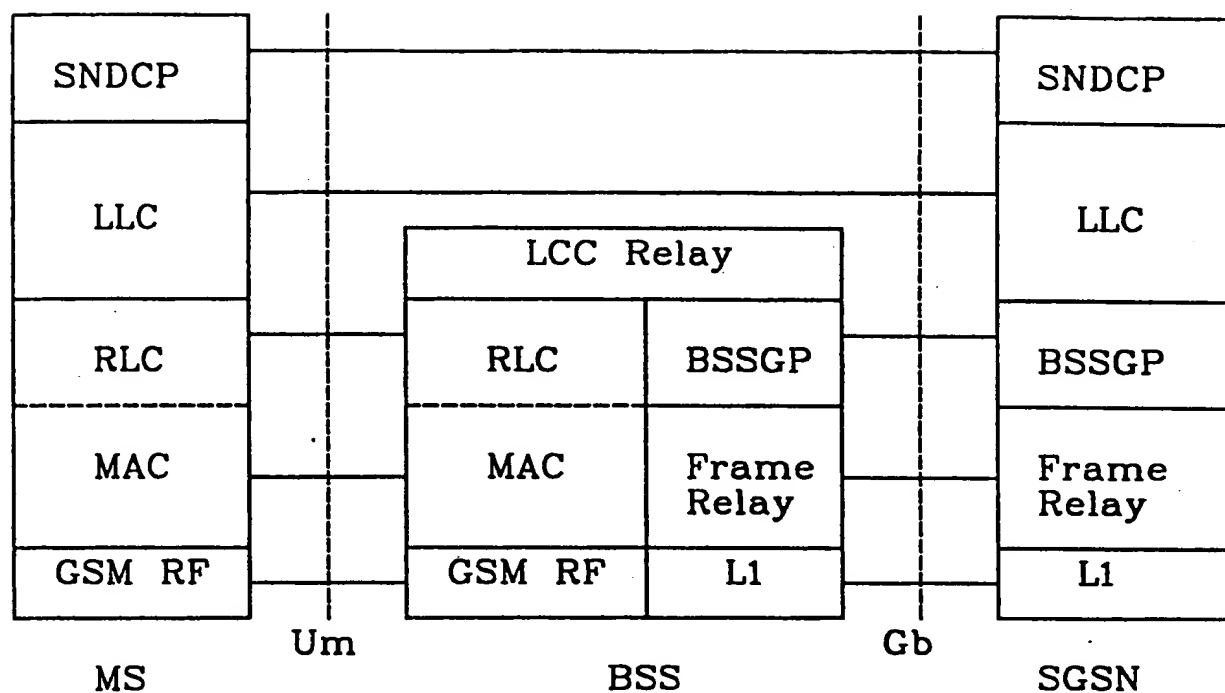 SNDCP
LLC
RLC
MAC
GSM RF
MS
Um
LCC Relay
RLC
BSSGP
MAC
Frame
Relay
GSM RF
L1
BSS
Gb
SNDCP
LLC
BSSGP
Frame
Relay
L1
SGSN